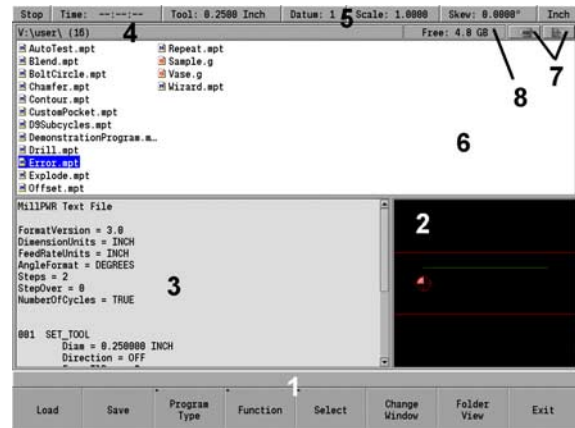 Stop Time: --:--:-- Tool: 0.2500 Inch Datum: 1 5 Scale: 1.0000 Skew: 0.0000° Inch
V:\user\ (16) 4 Free: 4.0 GB
7
8
AutoTest.mpt
Blend.mpt
BoltCircle.mpt
Chamfer.mpt
Contour.mpt
CustomPocket.mpt
D9Subcycles.mpt
DemonstrationProgram.m…
Drill.mpt
Error.mpt
Explode.mpt
Offset.mpt
Repeat.mpt
Sample.g
Vase.g
Wizard.mpt
6
MillPWR Text File
FormatVersion = 3.0
DimensionUnits = INCH
FeedRateUnits = INCH
AngleFormat = DEGREES
Steps = 2
StepOver = 0
NumberOfCycles = TRUE
3
001 SET_TOOL
Diam = 0.250000 INCH
Direction = OFF
2
1
Load
Save
Program Type
Function
Select
Change Window
Folder View
Exit